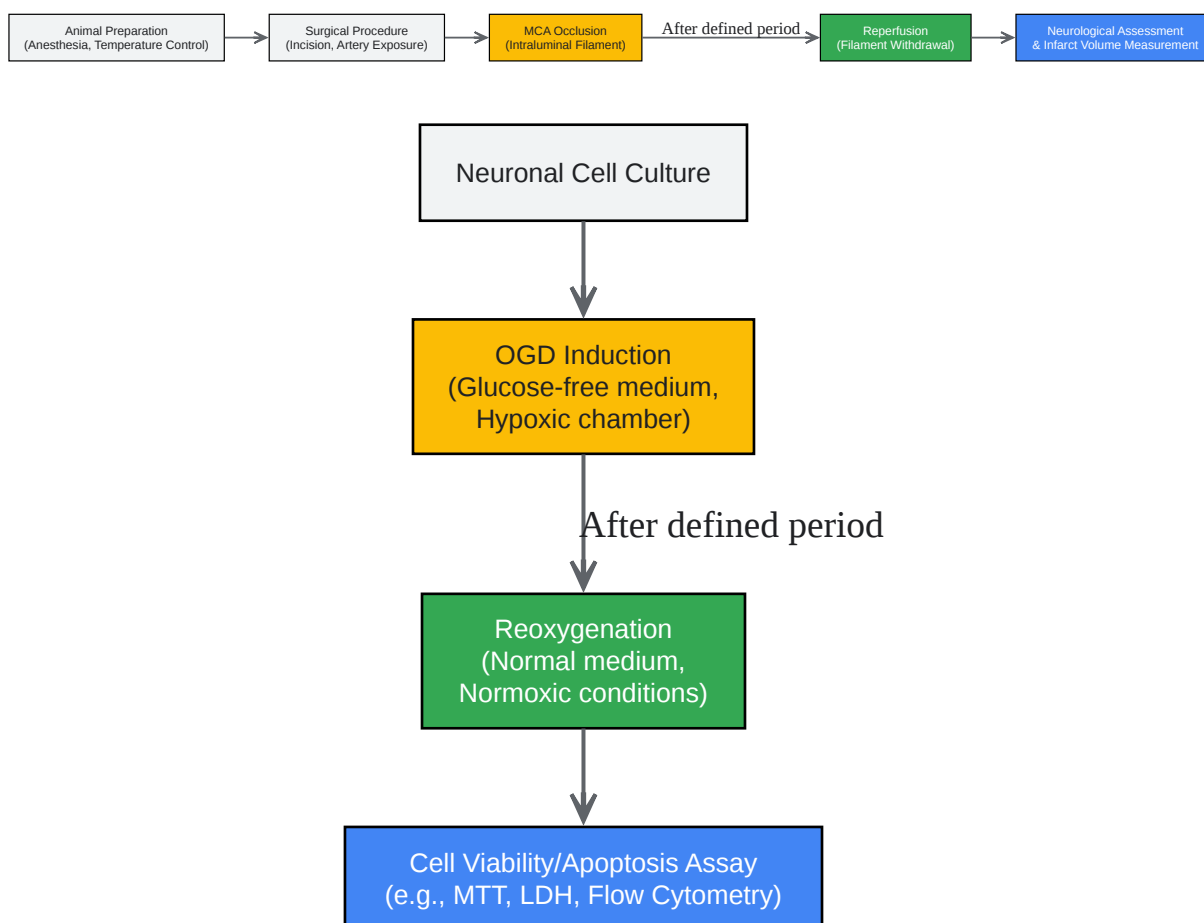 Animal Preparation
(Anesthesia, Temperature Control)
Surgical Procedure
(Incision, Artery Exposure)
MCA Occlusion
(Intraluminal Filament)
After defined period
Reperfusion
(Filament Withdrawal)
Neurological Assessment
& Infarct Volume Measurement
Neuronal Cell Culture
OGD Induction
(Glucose-free medium,
Hypoxic chamber)
After defined period
Reoxygenation
(Normal medium,
Normoxic conditions)
Cell Viability/Apoptosis Assay
(e.g., MTT, LDH, Flow Cytometry)